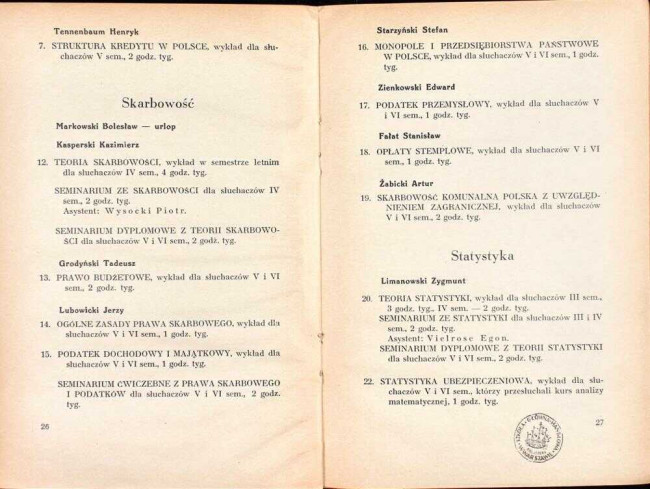 Tennenbaum Henryk
7. STRUKTURA KREDYTU W POLSCE, wykład dla słu-
chaczów V sem., 2 godz. tyg.
Skarbowość
Markowski Bolesław — urlop
Kasperski Kazimierz
12. TEORIA SKARBOWOŚCI, wykład w semestrze letnim
dla słuchaczów IV sem., 4 godz. tyg.
SEMINARIUM ZE SKARBOWOŚCI dla słuchaczów IV
sem., 2 godz. tyg.
Asystent: Wysocki Piotr.
SEMINARIUM DYPLOMOWE Z TEORII SKARBOWO-
ŚCI dla słuchaczów V i VI sem., 2 godz. tyg.
Grodyński Tadeusz
13. PRAWO BUDŻETOWE, wykład dla słuchaczów V i VI
sem., 2 godz. tyg.
Lubowicki Jerzy
14. OGÓLNE ZASADY PRAWA SKARBOWEGO, wykład dla
słuchaczów V i VI sem., 1 godz. tyg.
15. PODATEK DOCHODOWY I MAJĄTKOWY, wykład dla
słuchaczów V i VI sem., 1 godz. tyg.
SEMINARIUM ĆWICZEBNE Z PRAWA SKARBOWEGO
I PODATKÓW dla słuchaczów V i VI sem., 2 godz.
tyg.
26
Starzyński Stefan
16. MONOPOLE I PRZEDSIĘBIORSTWA PAŃSTWOWE
W POLSCE, wykład dla słuchaczów V i VI sem., 1 godz.
tyg.
Zienkowski Edward
17. PODATEK PRZEMYSŁOWY, wykład dla słuchaczów V
i VI sem., 1 godz. tyg.
Fałat Stanisław
18. OPŁATY STEMPLOWE, wykład dla słuchaczów V i VI
sem., 1 godz. tyg.
Żabicki Artur
19. SKARBOWOŚĆ KOMUNALNA POLSKA Z UWZGLĘD-
NIENIEM ZAGRANICZNEJ, wykład dla słuchaczów
V i VI sem., 2 godz. tyg.
Statystyka
Limanowski Zygmunt
20. TEORIA STATYSTYKI, wykład dla słuchaczów III sem.,
3 godz. tyg., IV sem. — 2 godz. tyg.
SEMINARIUM ZE STATYSTYKI dla słuchaczów III i IV
sem., 2 godz. tyg.
Asystent: Vielrose Egon.
SEMINARIUM DYPLOMOWE Z TEORII STATYSTYKI
dla słuchaczów V i VI sem., 2 godz. tyg.
22. STATYSTYKA UBEZPIECZENIOWA, wykład dla słu-
chaczów V i VI sem., którzy przesłuchali kurs analizy
matematycznej, 1 godz. tyg.
27
SZKOŁA GŁÓWNA HANDLOWA
W WARSZAWIE